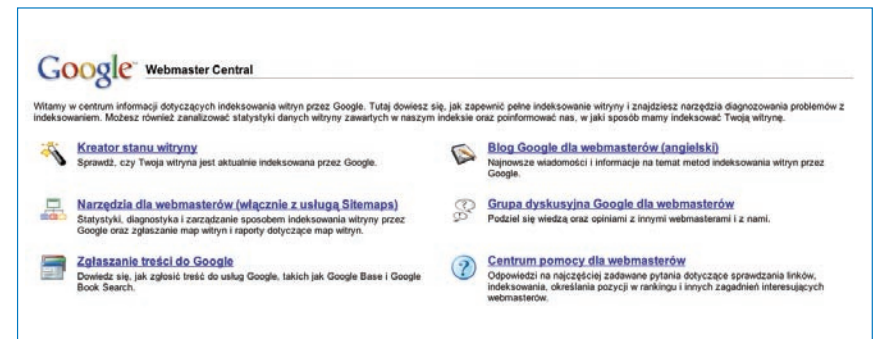 Google™ Webmaster Central
Witamy w centrum informacji dotyczących indeksowania witryn przez Google. Tutaj dowiesz się, jak zapewnić pełne indeksowanie witryny i znajdziesz narzędzia diagnozowania problemów z
indeksowaniem. Możesz również zanalizować statystyki danych witryny zawartych w naszym indeksie oraz poinformować nas, w jaki sposób mamy indeksować Twoją witrynę.
Kreator stanu witryny
Sprawdź, czy Twoja witryna jest aktualnie indeksowana przez Google.
Narzędzia dla webmasterów (włącznie z usługą Sitemaps)
Statystyki, diagnostyka i zarządzanie sposobem indeksowania witryny przez
Google oraz zgłaszanie map witryn i raporty dotyczące map witryn.
Zgłaszanie treści do Google
Dowiedz się, jak zgłosić treść do usług Google, takich jak Google Base i Google
Book Search.
Blog Google dla webmasterów (angielski)
Najnowsze wiadomości i informacje na temat metod indeksowania witryn przez
Google.
Grupa dyskusyjna Google dla webmasterów
Podziel się wiedzą oraz opiniami z innymi webmasterami i z nami.
Centrum pomocy dla webmasterów
Odpowiedzi na najczęściej zadawane pytania dotyczące sprawdzania linków,
indeksowania, określania pozycji w rankingu i innych zagadnień interesujących
webmasterów.